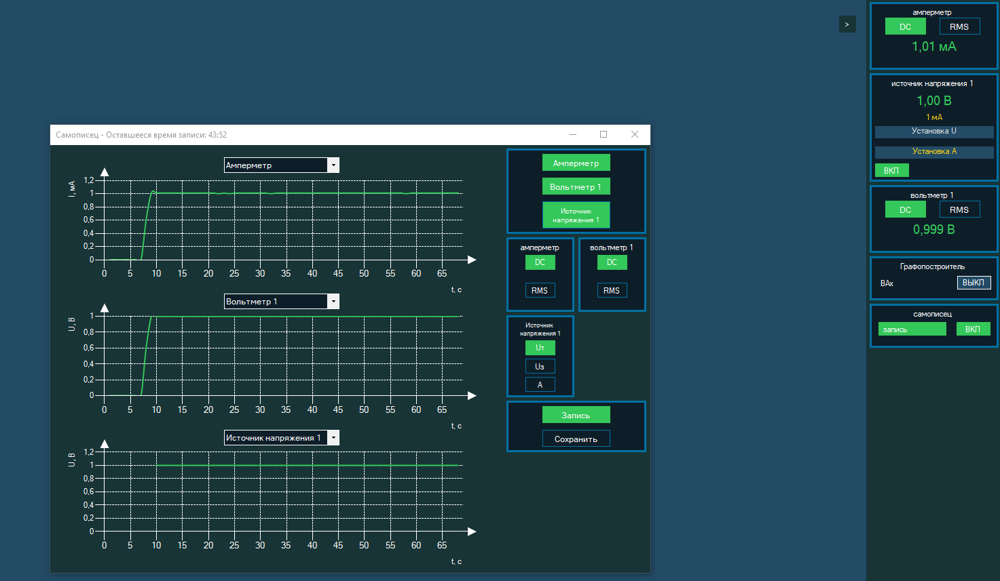 Самописец - Оставшееся время записи: 43:52
Амперметр
I, мА
1,2
1
0,8
0,6
0,4
0,2
0
0 5 10 15 20 25 30 35 40 45 50 55 60 65
t, с
Вольтметр 1
U, В
1
0,8
0,6
0,4
0,2
0
0 5 10 15 20 25 30 35 40 45 50 55 60 65
t, с
Источник напряжения 1
U, В
1,2
1
0,8
0,6
0,4
0,2
0
0 5 10 15 20 25 30 35 40 45 50 55 60 65
t, с
Амперметр
Вольтметр 1
Источник
напряжения 1
амперметр
DC
RMS
вольтметр 1
DC
RMS
Источник
напряжения 1
Uт
Uз
A
Запись
Сохранить
>
амперметр
DC RMS
1,01 мА
источник напряжения 1
1,00 В
1 мА
Установка U
Установка А
ВКЛ
вольтметр 1
DC RMS
0,999 В
Графопостроитель
ВАх ВЫКЛ
самописец
запись ВКЛ